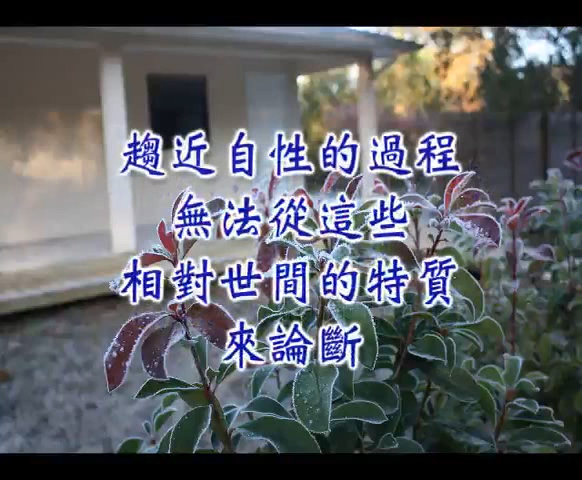 趨近自性的過程
無法從這些
相對世間的特質
來論斷